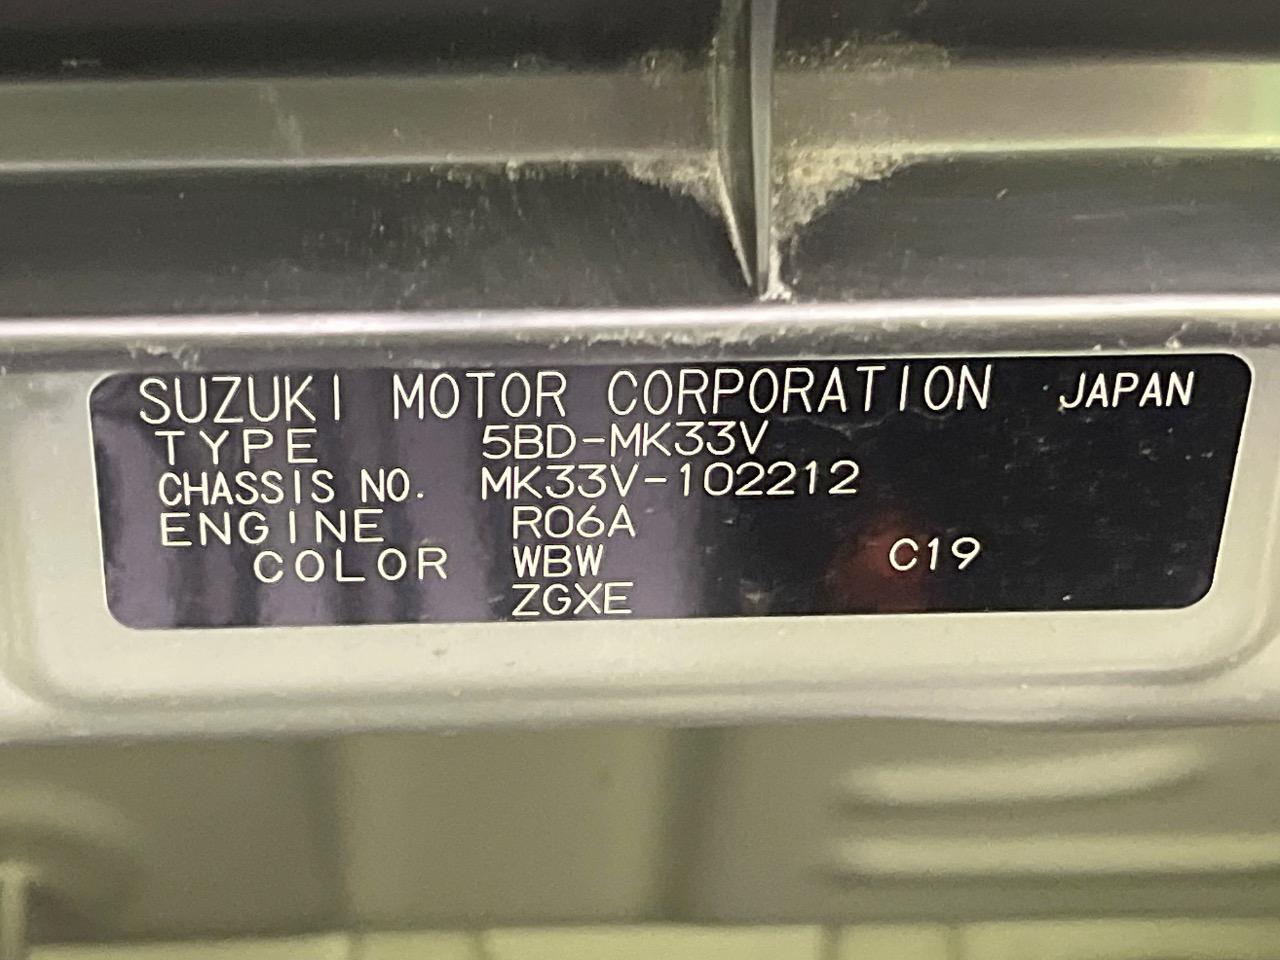 SUZUKI MOTOR CORPORATION JAPAN
TYPE 5BD-MK33V
CHASSIS NO. MK33V-102212
ENGINE R06A
COLOR WBW C19
ZGXE